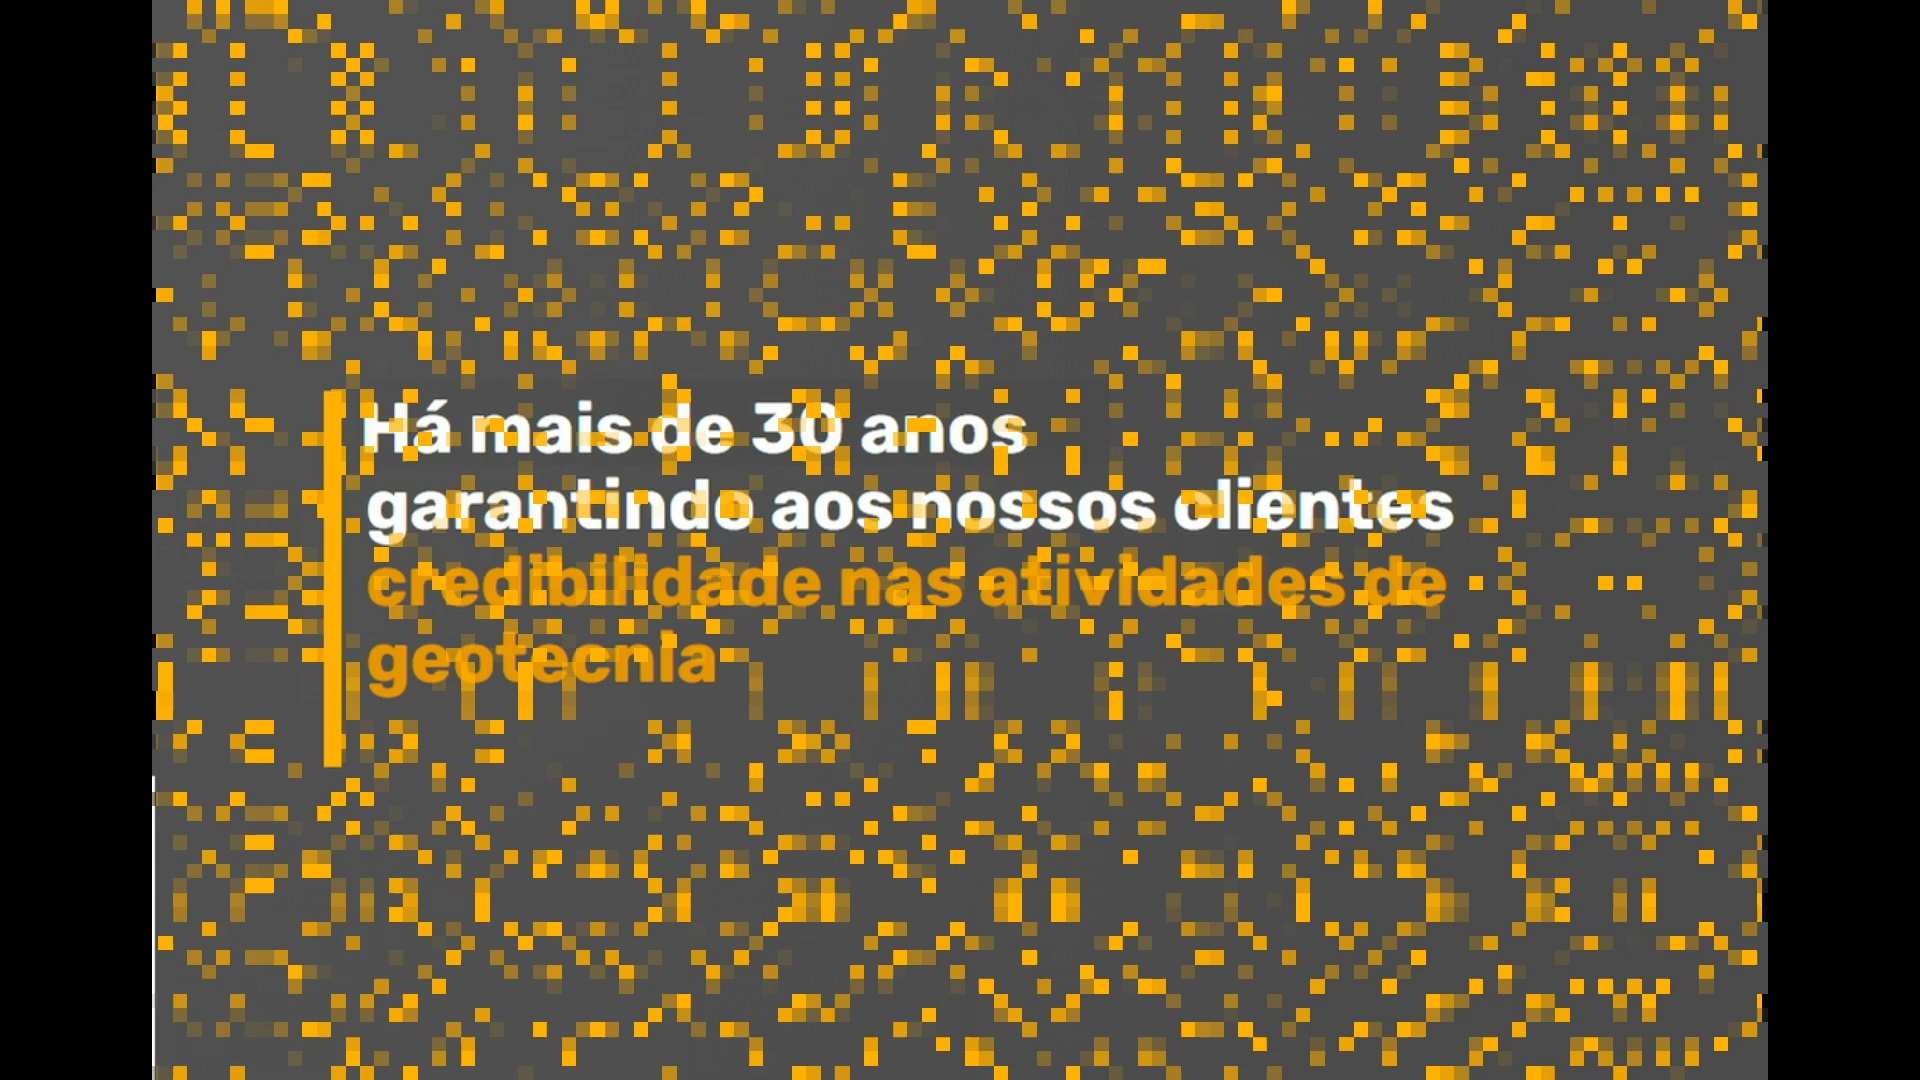 Há mais de 30 anos
garantindo aos nossos clientes
credibilidade nas atividades de
geotecnia